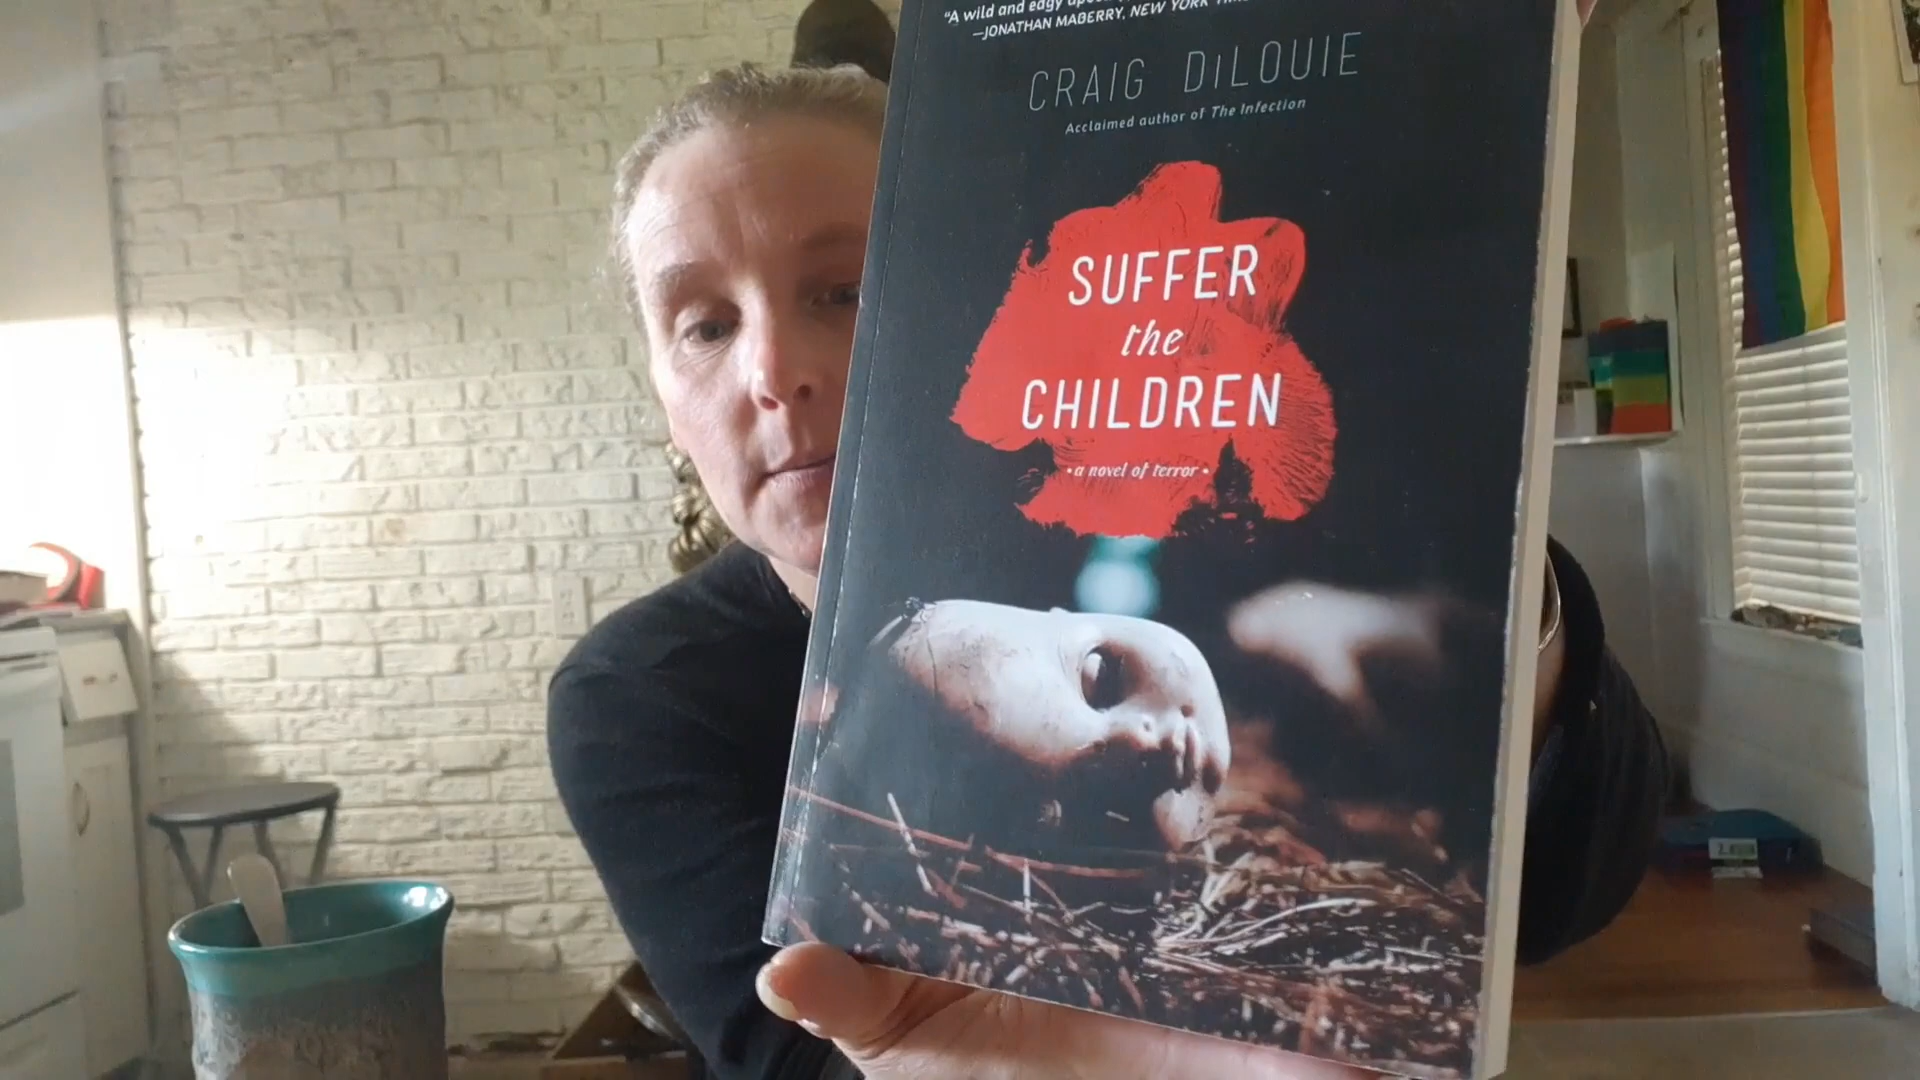 "A wild and edgy
—JONATHAN MABERRY, NEW YORK
CRAIG DiLOUIE
Acclaimed author of The Infection
SUFFER
the
CHILDREN
• a novel of terror •